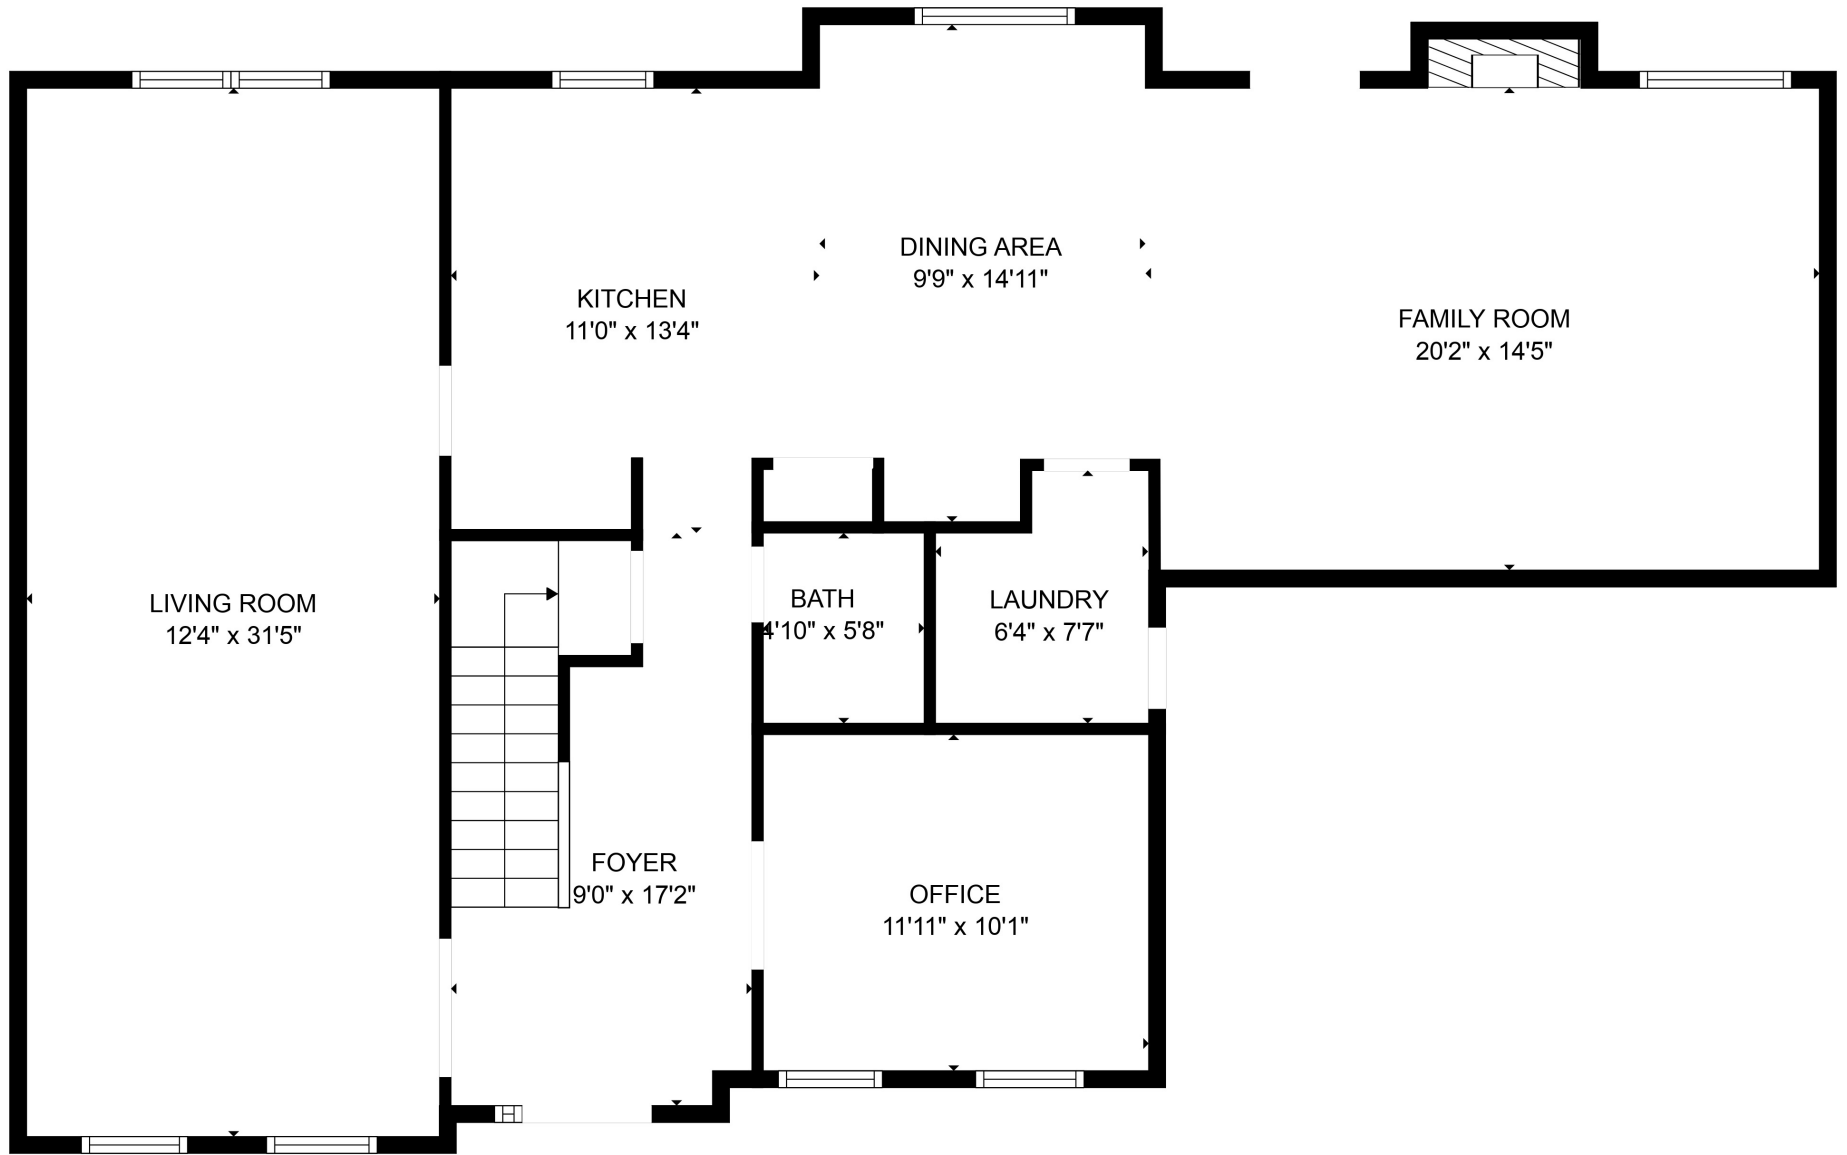 DINING AREA
9'9" x 14'11"
KITCHEN
11'0" x 13'4"
FAMILY ROOM
20'2" x 14'5"
LIVING ROOM
12'4" x 31'5"
BATH
4'10" x 5'8"
LAUNDRY
6'4" x 7'7"
FOYER
9'0" x 17'2"
OFFICE
11'11" x 10'1"